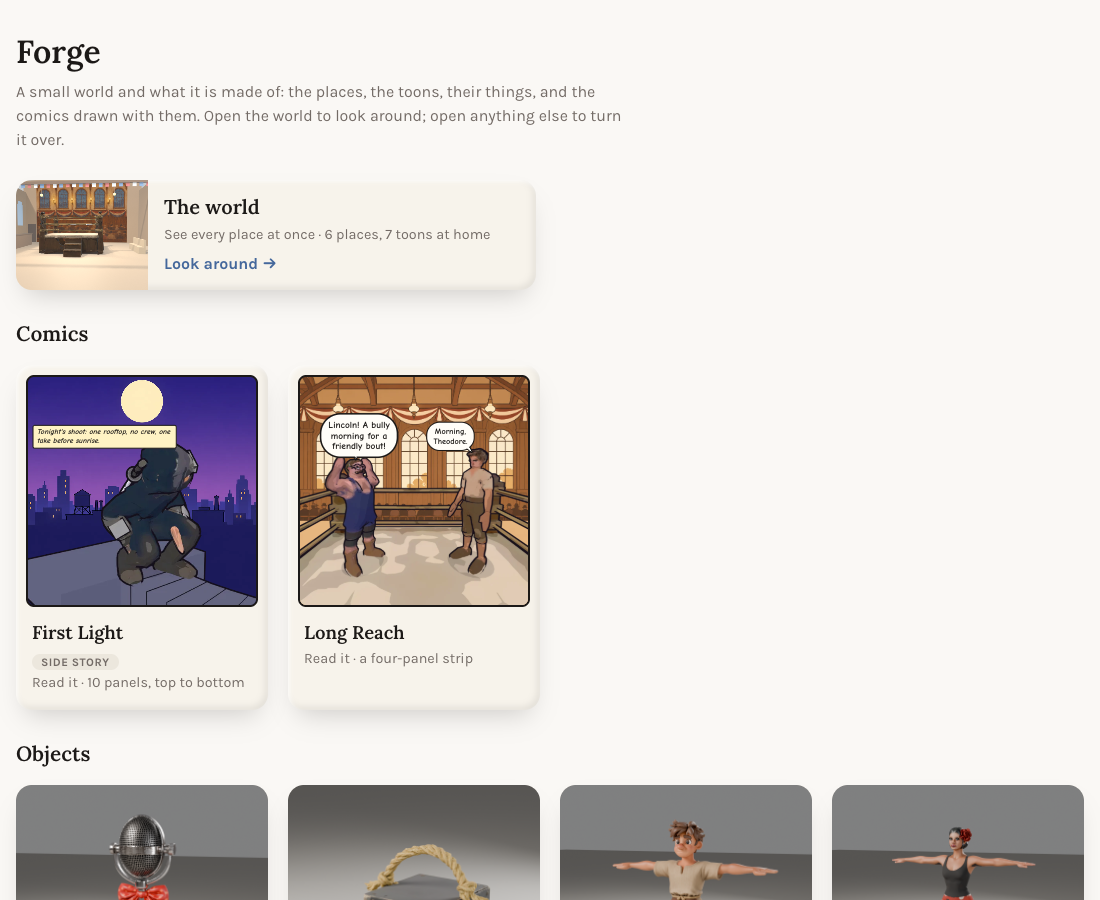 Forge
A small world and what it is made of: the places, the toons, their things, and the
comics drawn with them. Open the world to look around; open anything else to turn
it over.
The world
See every place at once · 6 places, 7 toons at home
Look around →
Comics
Tonight's shoot: one rooftop, no crew, one
take before sunrise.
Lincoln! A bully
morning for a
friendly bout!
Morning,
Theodore.
First Light
SIDE STORY
Read it · 10 panels, top to bottom
Long Reach
Read it · a four-panel strip
Objects